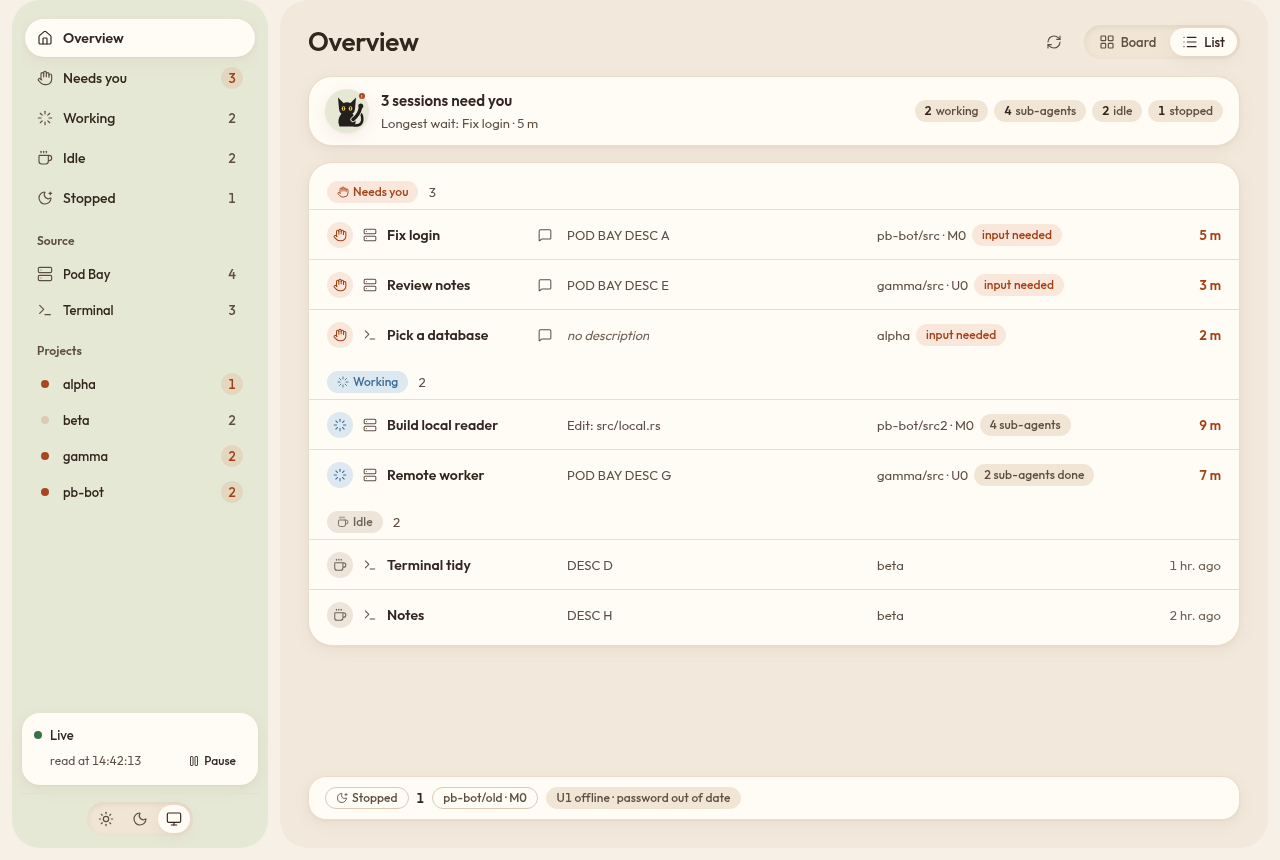 Overview
Needs you 3
Working 2
Idle 2
Stopped 1
Source
Pod Bay 4
Terminal 3
Projects
alpha 1
beta 2
gamma 2
pb-bot 2
Live
read at 14:42:13 Pause
Overview
Board List
3 sessions need you
Longest wait: Fix login · 5 m
2 working 4 sub-agents 2 idle 1 stopped
Needs you 3
Fix login POD BAY DESC A pb-bot/src · M0 input needed 5 m
Review notes POD BAY DESC E gamma/src · U0 input needed 3 m
Pick a database no description alpha input needed 2 m
Working 2
Build local reader Edit: src/local.rs pb-bot/src2 · M0 4 sub-agents 9 m
Remote worker POD BAY DESC G gamma/src · U0 2 sub-agents done 7 m
Idle 2
Terminal tidy DESC D beta 1 hr. ago
Notes DESC H beta 2 hr. ago
Stopped 1 pb-bot/old · M0 U1 offline · password out of date